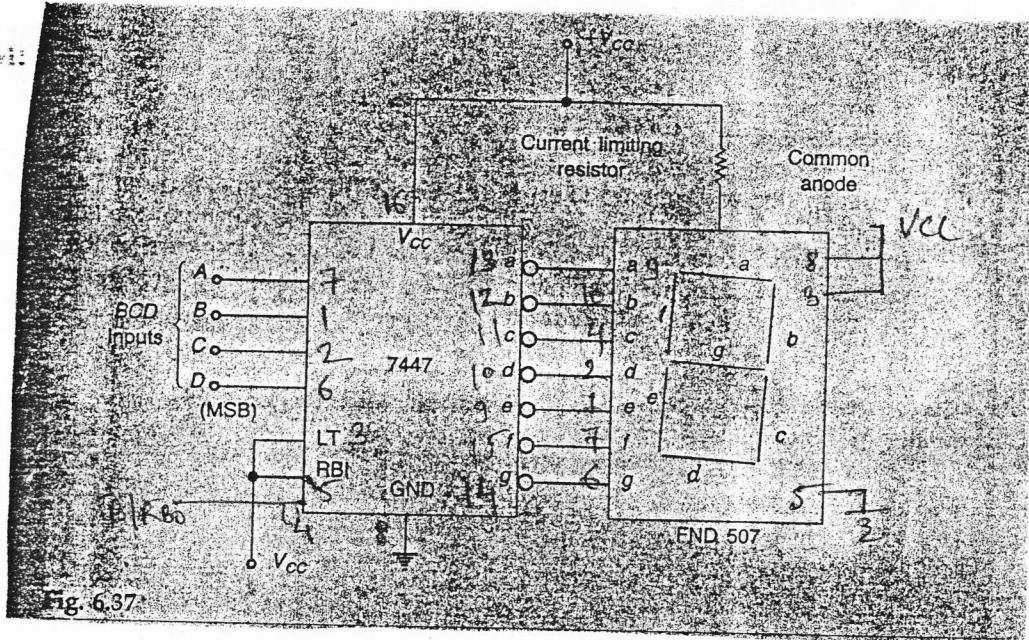 +Vcc
Current limiting
resistor
Common
anode
16
Vcc
VCC
A 7
B 1
C 2
D 6
BCD
inputs
(MSB)
7447
LT 3
RBI 5
4
GND
8
Vcc
13 a
12 b
11 c
10 d
9 e
15 f
14 g
a 9
b
4 c
2 d
1 e
7 f
6 g
a
b
c
d
e
f
g
8
3
5
FND 507
Fig. 6.37